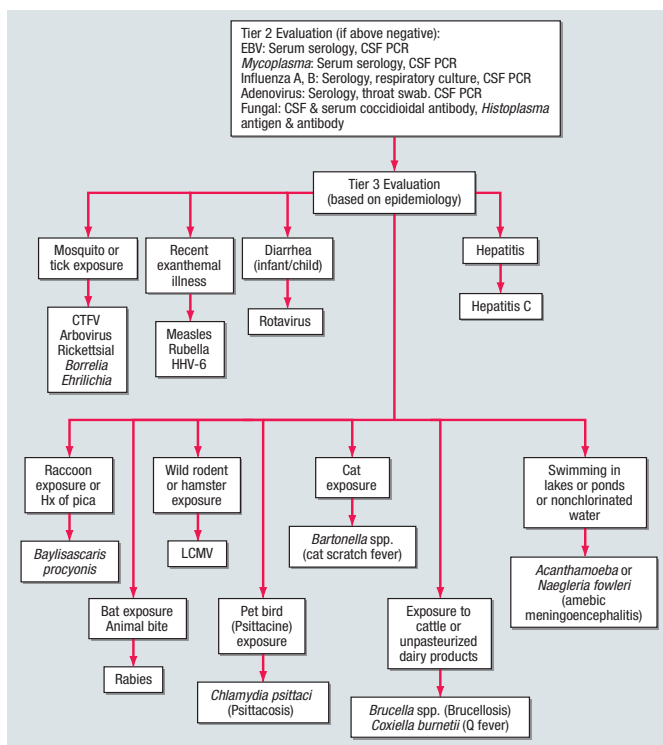 Tier 2 Evaluation (if above negative):
EBV: Serum serology, CSF PCR
Mycoplasma: Serum serology, CSF PCR
Influenza A, B: Serology, respiratory culture, CSF PCR
Adenovirus: Serology, throat swab. CSF PCR
Fungal: CSF & serum coccidioidal antibody, Histoplasma
antigen & antibody
Tier 3 Evaluation
(based on epidemiology)
Mosquito or
tick exposure
Recent
exanthemal
illness
Diarrhea
(infant/child)
Hepatitis
CTFV
Arbovirus
Rickettsial
Borrelia
Ehrilichia
Measles
Rubella
HHV-6
Rotavirus
Hepatitis C
Raccoon
exposure or
Hx of pica
Wild rodent
or hamster
exposure
Cat
exposure
Swimming in
lakes or ponds
or nonchlorinated
water
Baylisascaris
procyonis
LCMV
Bartonella spp.
(cat scratch fever)
Acanthamoeba or
Naegleria fowleri
(amebic
meningoencephalitis)
Bat exposure
Animal bite
Pet bird
(Psittacine)
exposure
Exposure to
cattle or
unpasteurized
dairy products
Rabies
Chlamydia psittaci
(Psittacosis)
Brucella spp. (Brucellosis)
Coxiella burnetii (Q fever)